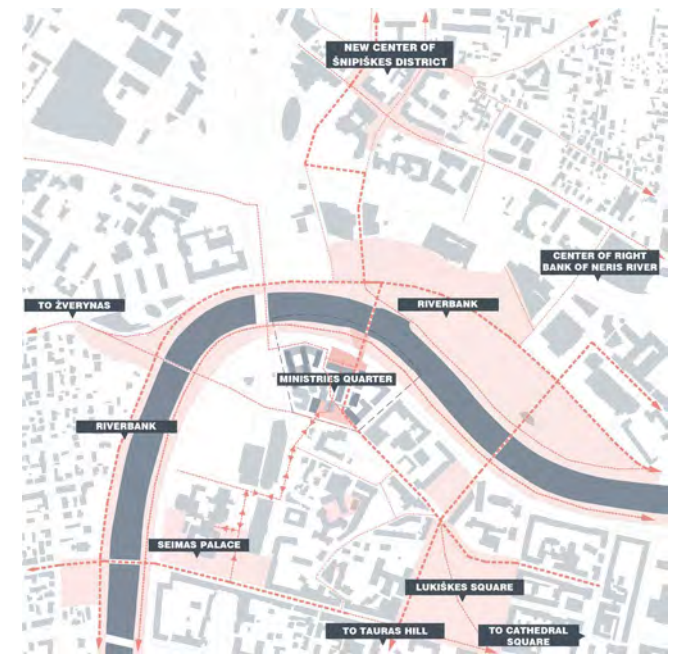 NEW CENTER OF
ŠNIPIŠKES DISTRICT
CENTER OF RIGHT
BANK OF NERIS RIVER
TO ŽVERYNAS
RIVERBANK
MINISTRIES QUARTER
RIVERBANK
SEIMAS PALACE
LUKIŠKES SQUARE
TO TAURAS HILL
TO CATHEDRAL
SQUARE